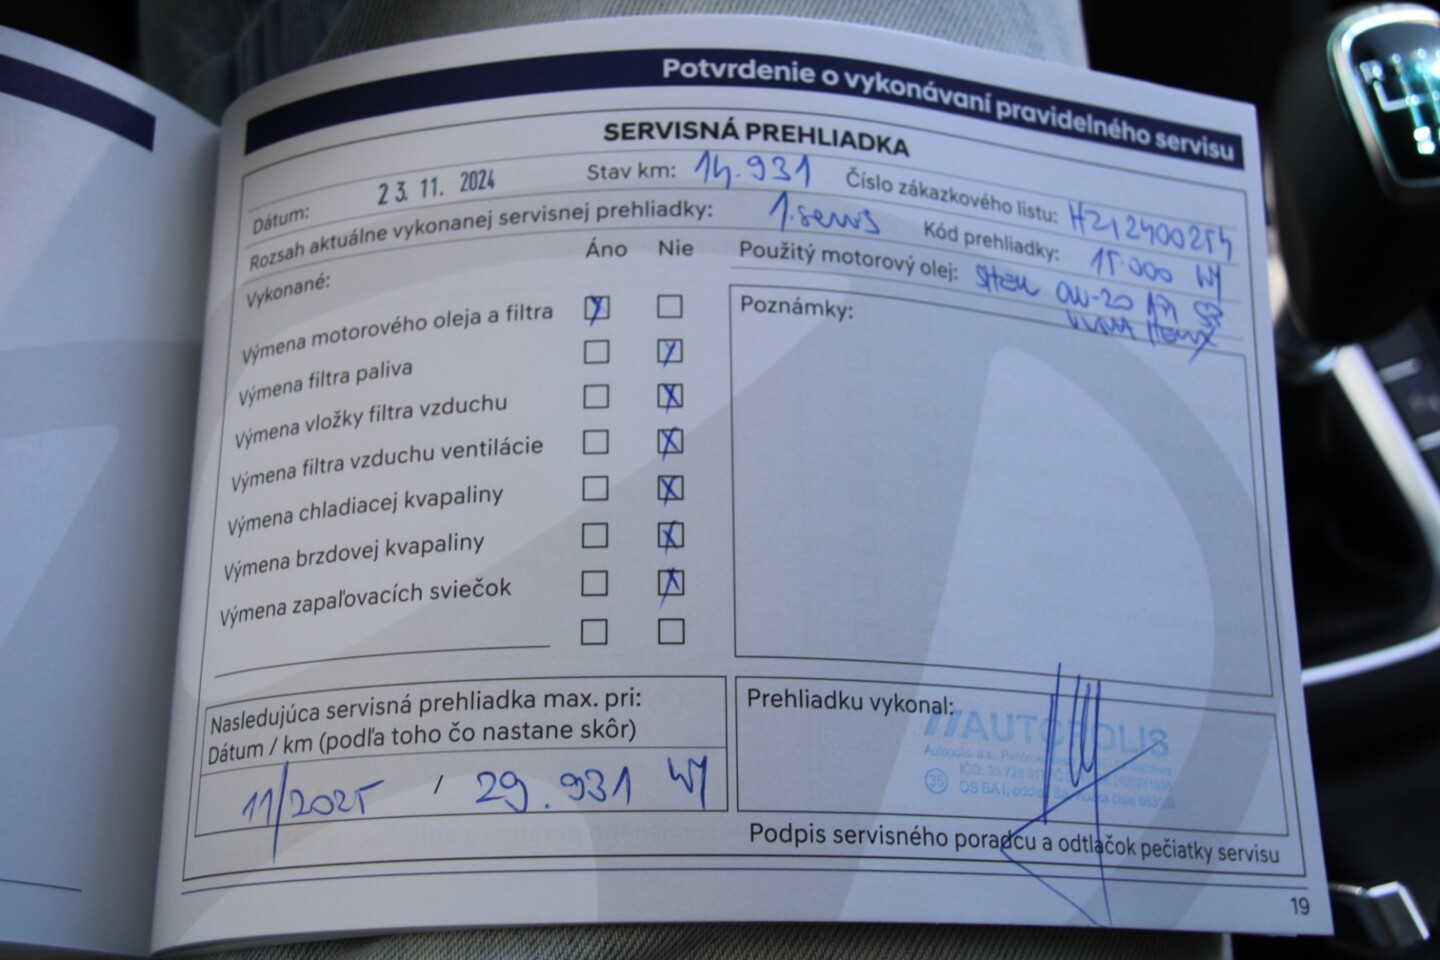 Potvrdenie o vykonávaní pravidelného servisu
SERVISNÁ PREHLIADKA
Dátum: 23. 11. 2024 Stav km: 14.931 Číslo zákazkového listu:
Rozsah aktuálne vykonanej servisnej prehliadky: 1. servis Kód prehliadky: 15.000
Vykonané: Áno Nie Použitý motorový olej: 0W-20
Výmena motorového oleja a filtra
Poznámky:
Výmena filtra paliva
Výmena vložky filtra vzduchu
Výmena filtra vzduchu ventilácie
Výmena chladiacej kvapaliny
Výmena brzdovej kvapaliny
Výmena zapaľovacích sviečok
Nasledujúca servisná prehliadka max. pri:
Dátum / km (podľa toho čo nastane skôr)
11/2025 / 29.931
Prehliadku vykonal:
AUTOPOLIS
Podpis servisného poradcu a odtlačok pečiatky servisu
19